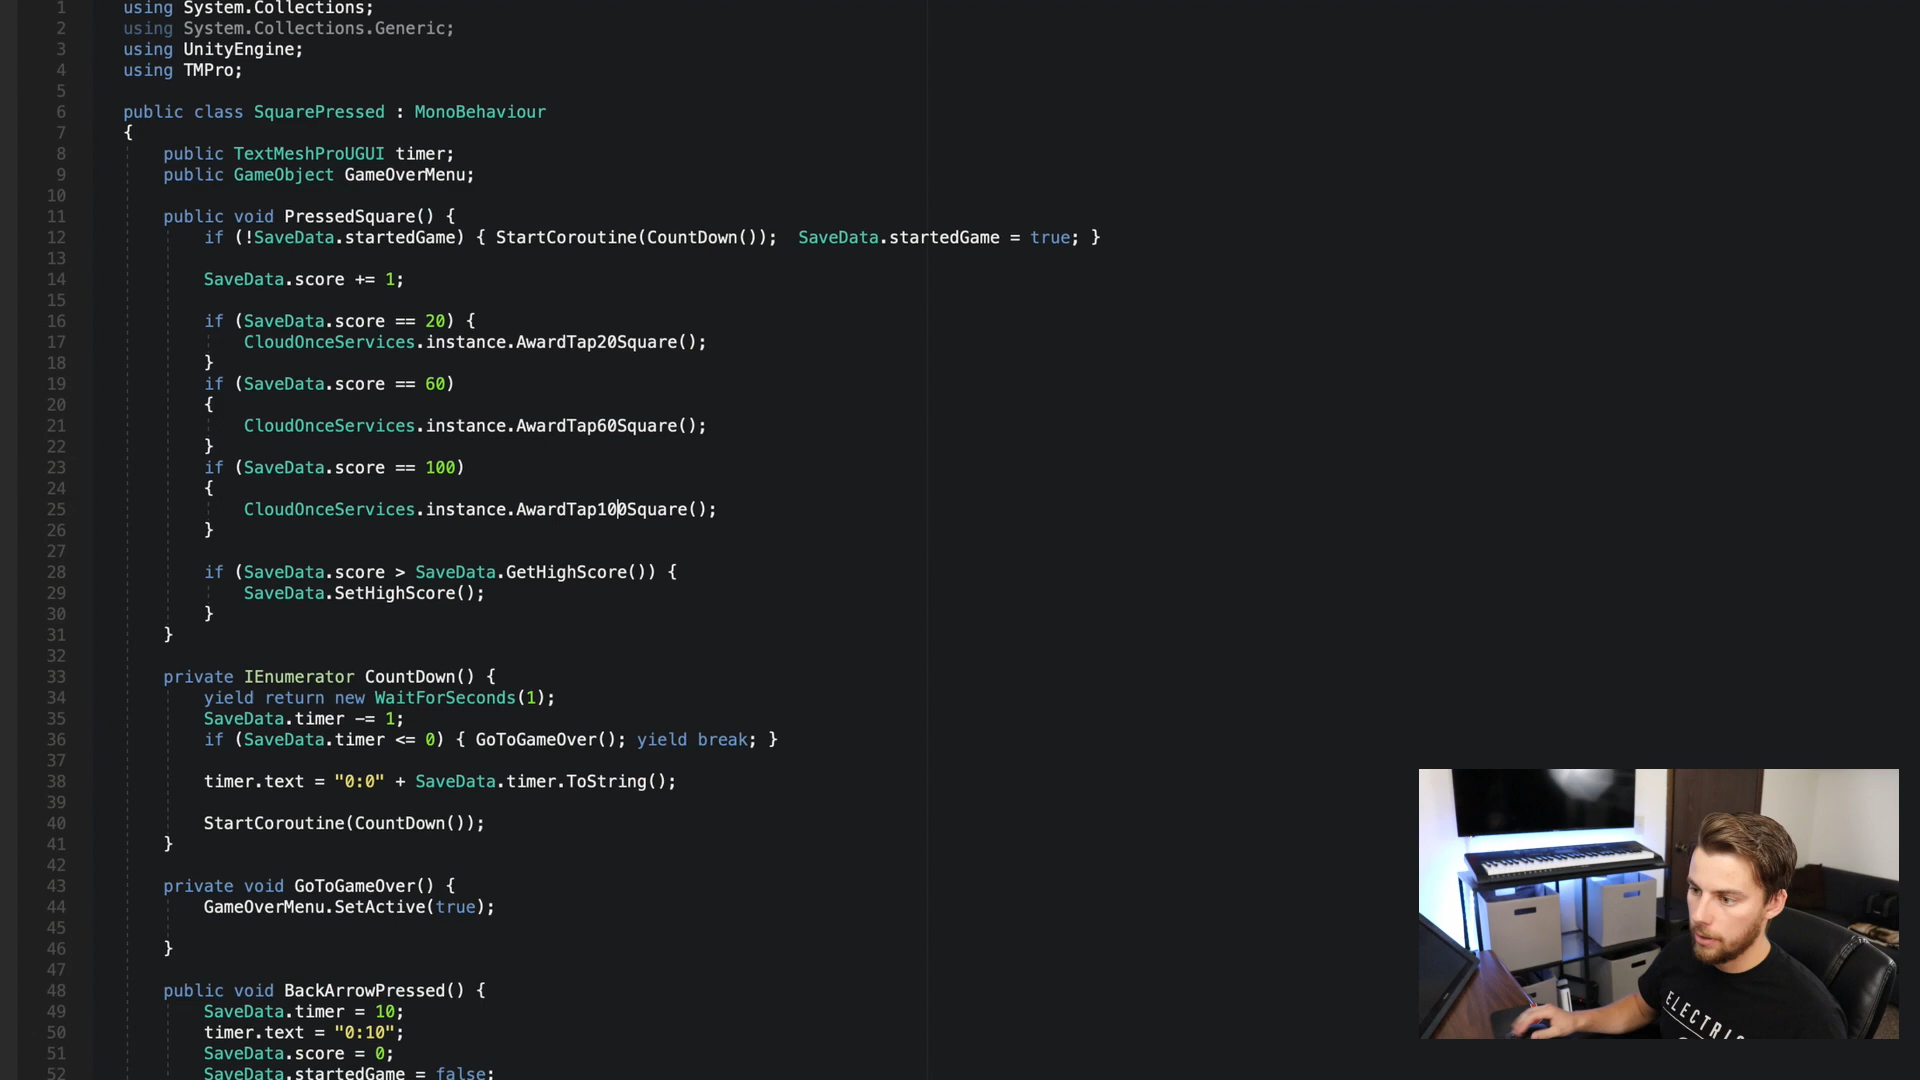 1 using System.Collections;
2 using System.Collections.Generic;
3 using UnityEngine;
4 using TMPro;
5
6 public class SquarePressed : MonoBehaviour
7 {
8 public TextMeshProUGUI timer;
9 public GameObject GameOverMenu;
10
11 public void PressedSquare() {
12 if (!SaveData.startedGame) { StartCoroutine(CountDown());  SaveData.startedGame = true; }
13
14 SaveData.score += 1;
15
16 if (SaveData.score == 20) {
17 CloudOnceServices.instance.AwardTap20Square();
18 }
19 if (SaveData.score == 60)
20 {
21 CloudOnceServices.instance.AwardTap60Square();
22 }
23 if (SaveData.score == 100)
24 {
25 CloudOnceServices.instance.AwardTap100Square();
26 }
27
28 if (SaveData.score > SaveData.GetHighScore()) {
29 SaveData.SetHighScore();
30 }
31 }
32
33 private IEnumerator CountDown() {
34 yield return new WaitForSeconds(1);
35 SaveData.timer -= 1;
36 if (SaveData.timer <= 0) { GoToGameOver(); yield break; }
37
38 timer.text = "0:0" + SaveData.timer.ToString();
39
40 StartCoroutine(CountDown());
41 }
42
43 private void GoToGameOver() {
44 GameOverMenu.SetActive(true);
45
46 }
47
48 public void BackArrowPressed() {
49 SaveData.timer = 10;
50 timer.text = "0:10";
51 SaveData.score = 0;
52 SaveData.startedGame = false;
ELECTRIC